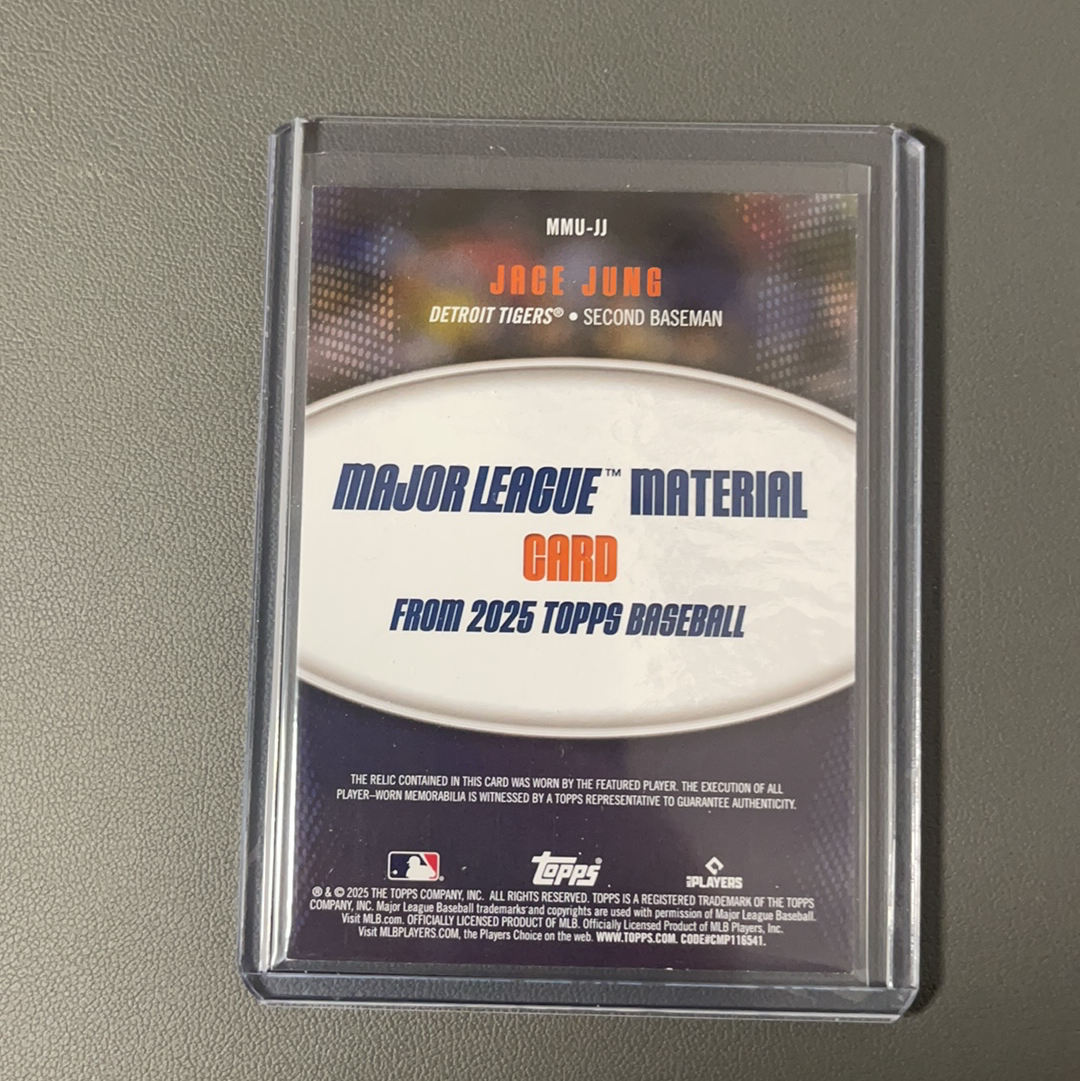 MMU-JJ
JACE JUNG
DETROIT TIGERS® • SECOND BASEMAN
MAJOR LEAGUE™ MATERIAL
CARD
FROM 2025 TOPPS BASEBALL
THE RELIC CONTAINED IN THIS CARD WAS WORN BY THE FEATURED PLAYER. THE EXECUTION OF ALL
PLAYER–WORN MEMORABILIA IS WITNESSED BY A TOPPS REPRESENTATIVE TO GUARANTEE AUTHENTICITY.
topps®
MLB PLAYERS
® & © 2025 THE TOPPS COMPANY, INC. ALL RIGHTS RESERVED. TOPPS IS A REGISTERED TRADEMARK OF THE TOPPS
COMPANY, INC. Major League Baseball trademarks and copyrights are used with permission of Major League Baseball.
Visit MLB.com. OFFICIALLY LICENSED PRODUCT OF MLB. Officially Licensed Product of MLB Players, Inc.
Visit MLBPLAYERS.COM, the Players Choice on the web. WWW.TOPPS.COM. CODE#CMP116541.